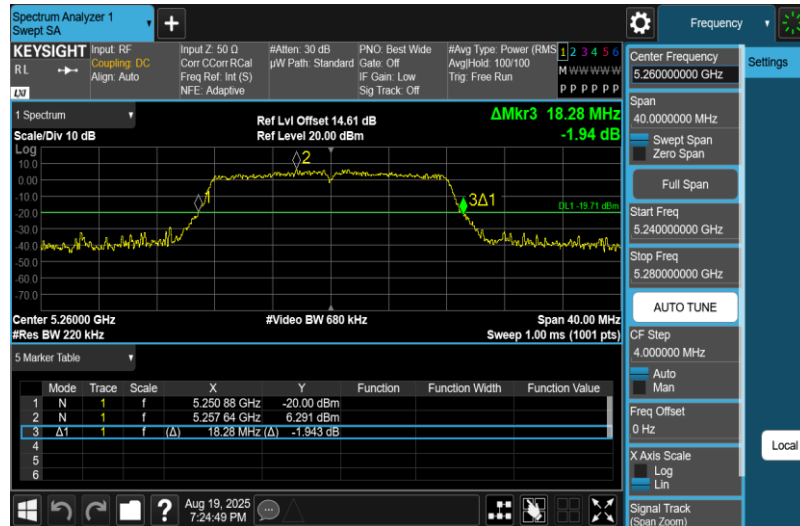 Spectrum Analyzer 1
Swept SA
+
Frequency
KEYSIGHT
RL
LXI
Input: RF
Coupling: DC
Align: Auto
Input Z: 50 Ω
Corr CCorr RCal
Freq Ref: Int (S)
NFE: Adaptive
#Atten: 30 dB
µW Path: Standard
PNO: Best Wide
Gate: Off
IF Gain: Low
Sig Track: Off
#Avg Type: Power (RMS
Avg|Hold: 100/100
Trig: Free Run
1 2 3 4 5 6
M W W W W W
P P P P P P
1 Spectrum
Scale/Div 10 dB
Ref Lvl Offset 14.61 dB
Ref Level 20.00 dBm
ΔMkr3 18.28 MHz
-1.94 dB
Log
10.0
0.00
-10.0
-20.0
-30.0
-40.0
-50.0
-60.0
-70.0
1
2
3Δ1
DL1 -19.71 dBm
Center 5.26000 GHz
#Video BW 680 kHz
Span 40.00 MHz
#Res BW 220 kHz
Sweep 1.00 ms (1001 pts)
5 Marker Table
Mode Trace Scale X Y Function Function Width Function Value
1 N 1 f 5.250 88 GHz -20.00 dBm
2 N 1 f 5.257 64 GHz 6.291 dBm
3 Δ1 1 f (Δ) 18.28 MHz (Δ) -1.943 dB
4
5
6
?
Aug 19, 2025
7:24:49 PM
Center Frequency
5.260000000 GHz
Span
40.0000000 MHz
Swept Span
Zero Span
Full Span
Start Freq
5.240000000 GHz
Stop Freq
5.280000000 GHz
AUTO TUNE
CF Step
4.000000 MHz
Auto
Man
Freq Offset
0 Hz
X Axis Scale
Log
Lin
Signal Track
(Span Zoom)
Settings
Local